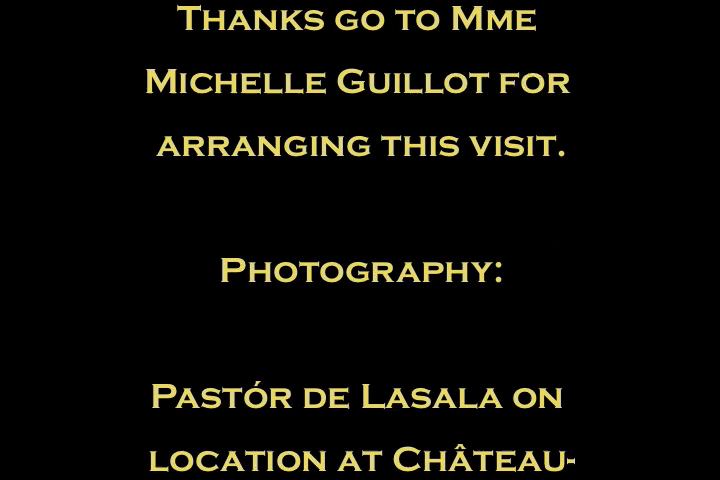 Thanks go to Mme
Michelle Guillot for
arranging this visit.
Photography:
Pastór de Lasala on
location at Château-